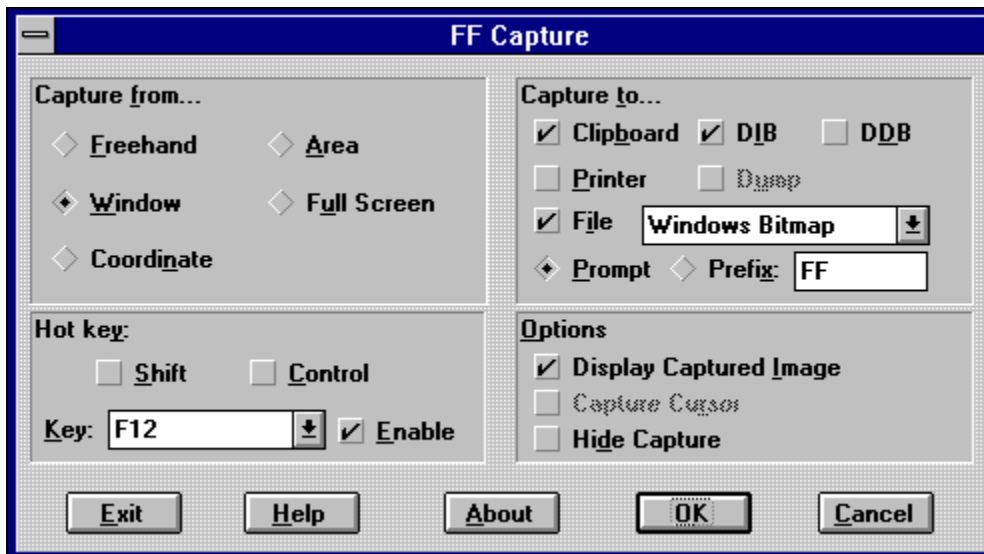 FF Capture
Capture from...
Freehand Area
Window Full Screen
Coordinate
Capture to...
Clipboard DIB DDB
Printer Dump
File Windows Bitmap
Prompt Prefix: FF
Hot key:
Shift Control
Key: F12 Enable
Options
Display Captured Image
Capture Cursor
Hide Capture
Exit Help About OK Cancel